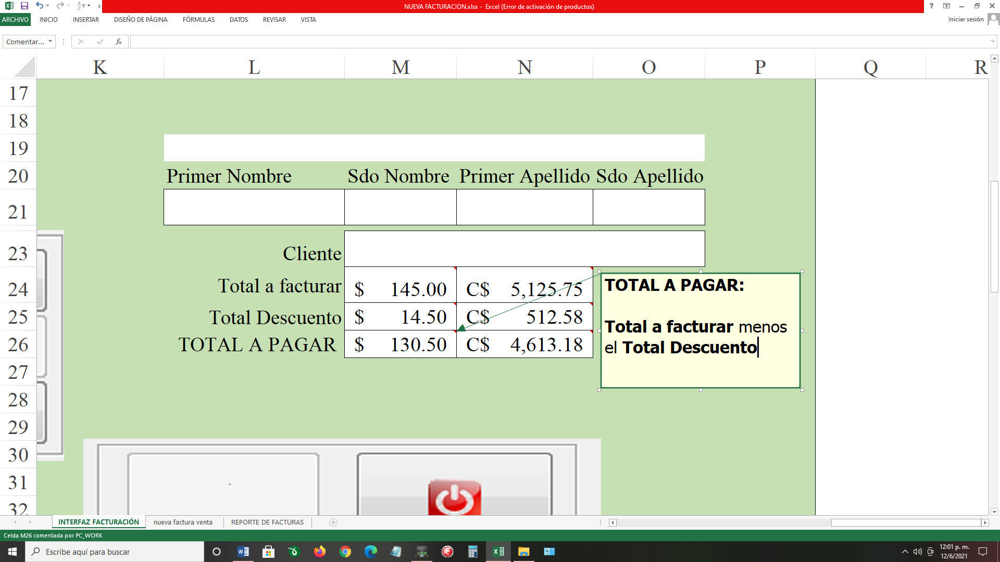 NUEVA FACTURACION.xlsx - Excel (Error de activación de productos)
ARCHIVO INICIO INSERTAR DISEÑO DE PÁGINA FÓRMULAS DATOS REVISAR VISTA
Iniciar sesión
Comentar...
fx
K L M N O P Q R
17
18
19
20 Primer Nombre Sdo Nombre Primer Apellido Sdo Apellido
21
23 Cliente
24 Total a facturar $ 145.00 C$ 5,125.75
25 Total Descuento $ 14.50 C$ 512.58
26 TOTAL A PAGAR $ 130.50 C$ 4,613.18
TOTAL A PAGAR:
Total a facturar menos
el Total Descuento
27
28
29
30
31
32
INTERFAZ FACTURACIÓN nueva factura venta REPORTE DE FACTURAS
Celda M26 comentada por PC_WORK
Escribe aquí para buscar
12:01 p. m.
12/6/2021